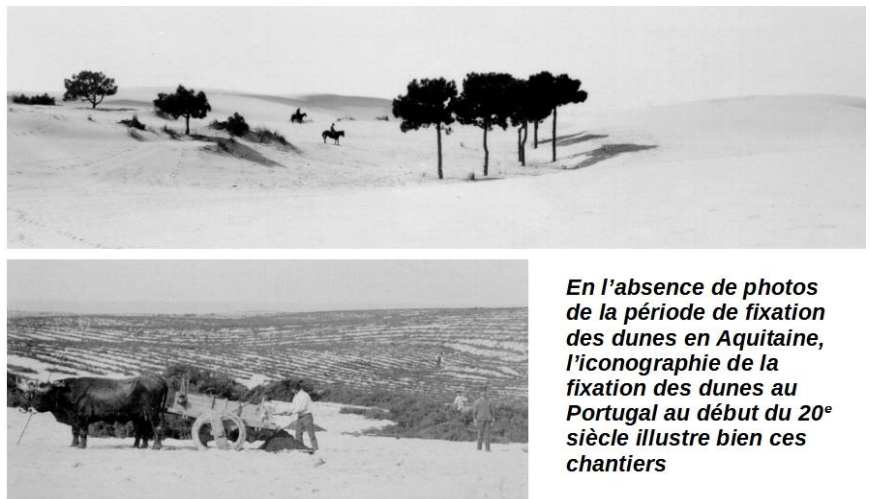 En l’absence de photos
de la période de fixation
des dunes en Aquitaine,
l’iconographie de la
fixation des dunes au
Portugal au début du 20e
siècle illustre bien ces
chantiers